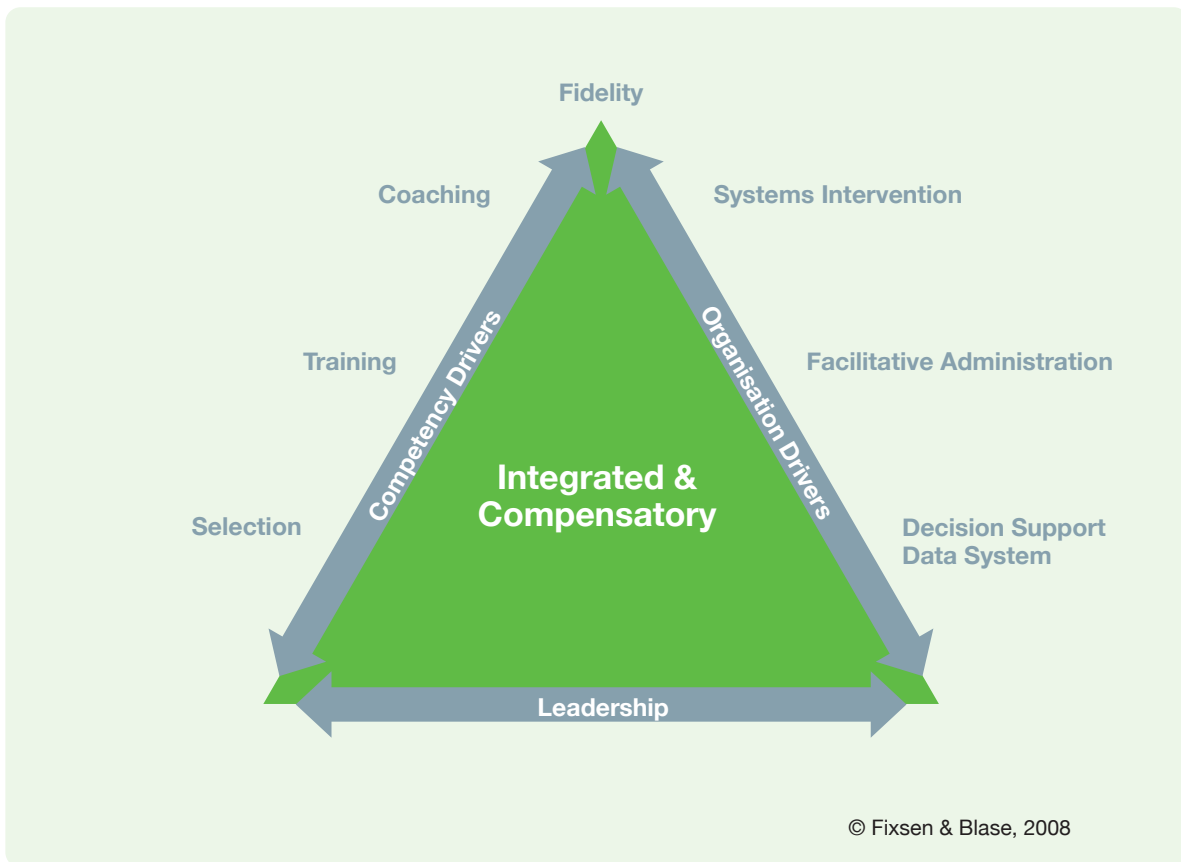 Fidelity
Coaching
Systems Intervention
Training
Competency Drivers
Organisation Drivers
Facilitative Administration
Integrated &
Compensatory
Selection
Decision Support
Data System
Leadership
© Fixsen & Blase, 2008